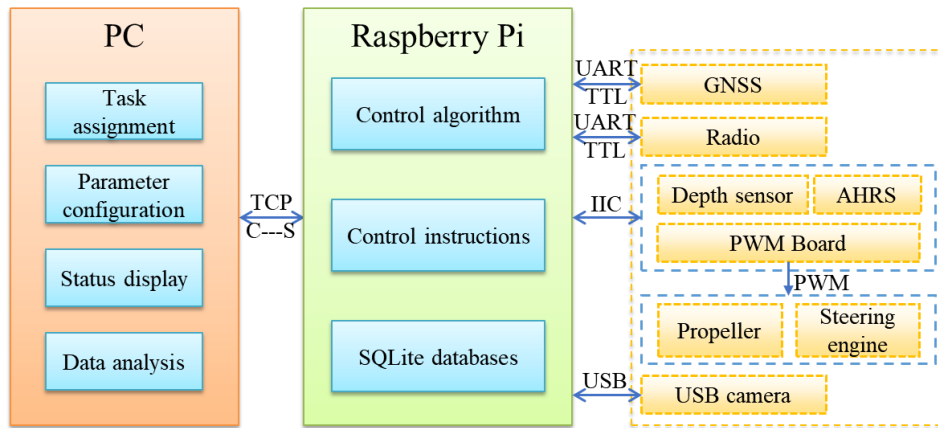 PC
Task
assignment
Parameter
configuration
Status display
Data analysis
TCP
C---S
Raspberry Pi
Control algorithm
Control instructions
SQLite databases
UART
TTL
UART
TTL
IIC
USB
GNSS
Radio
Depth sensor
AHRS
PWM Board
PWM
Propeller
Steering
engine
USB camera